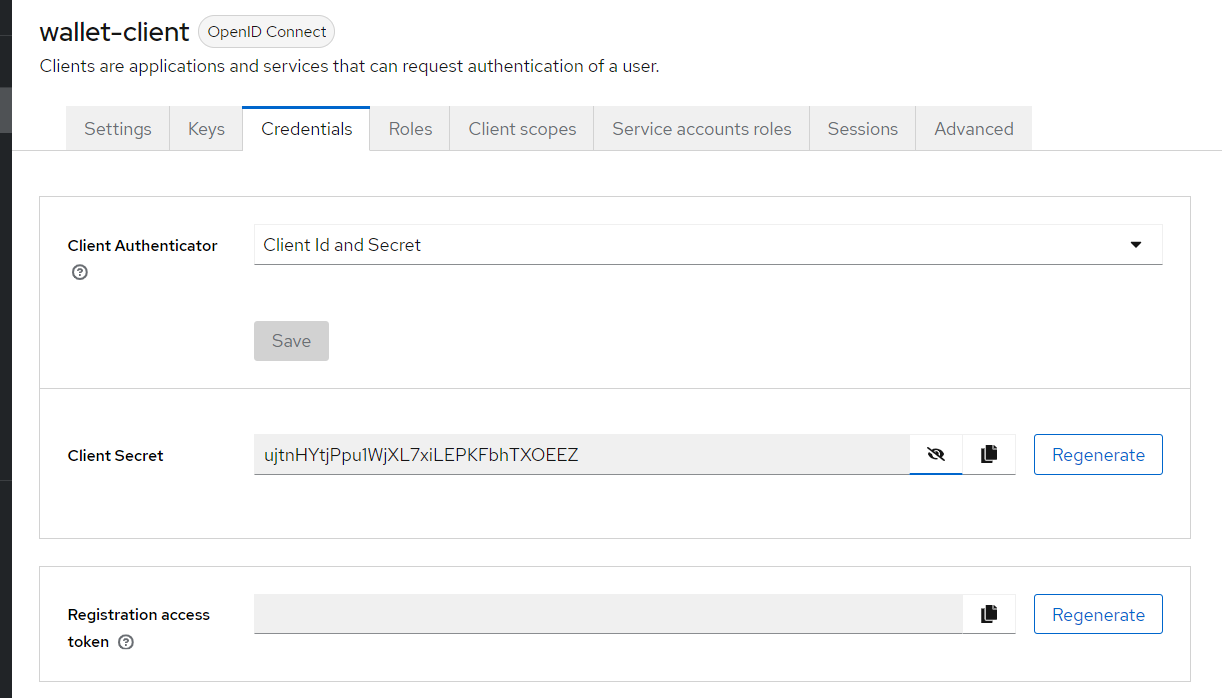 wallet-client OpenID Connect
Clients are applications and services that can request authentication of a user.
Settings Keys Credentials Roles Client scopes Service accounts roles Sessions Advanced
Client Authenticator Client Id and Secret
Save
Client Secret ujtnHYtjPpu1WjXL7xiLEPKFbhTXOEEZ Regenerate
Registration access Regenerate
token